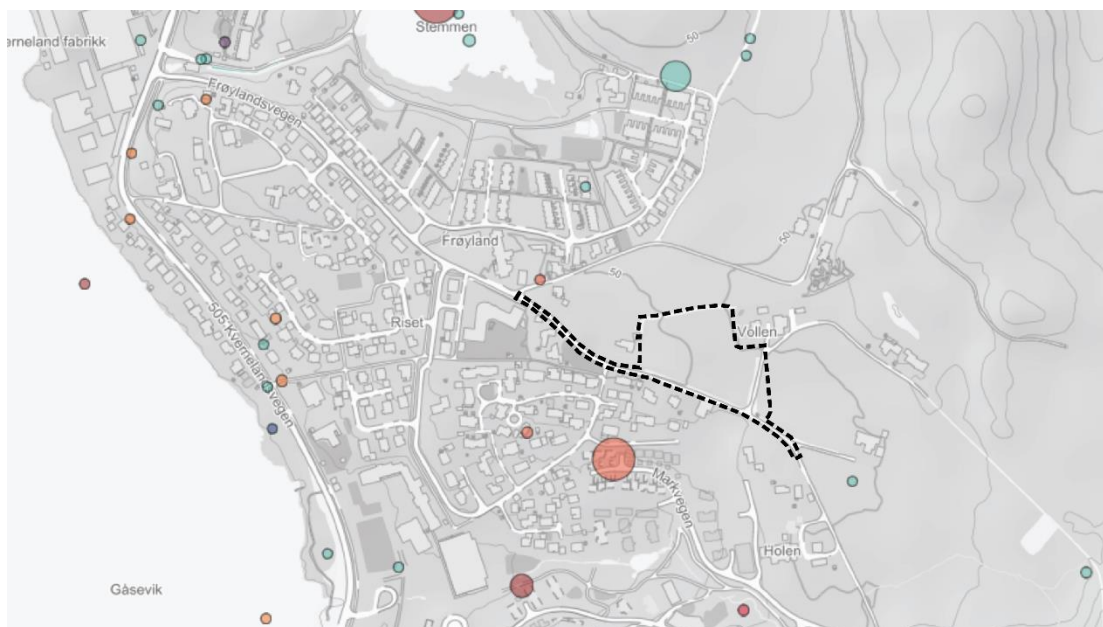 Stemmen
50
erneland fabrikk
Frøylandsvegen
Frøyland
50
50
Riset
Vollen
505 Kvernelandsvegen
Markvegen
Holen
Gåsevik